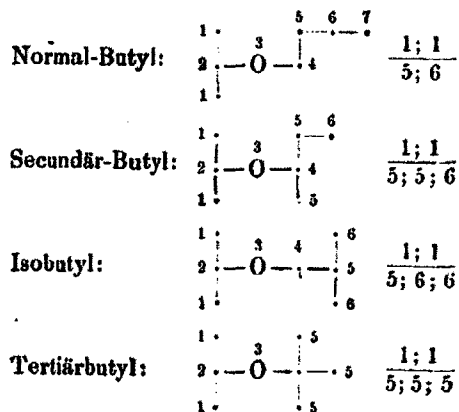 1 3 5 6 7 1; 1
Normal-Butyl: 2 — O — 4
1 5; 6
1 3 5 6 1; 1
Secundär-Butyl: 2 — O — 4
1 5 5; 5; 6
1 3 4 6 1; 1
Isobutyl: 2 — O — 5
1 6 5; 6; 6
1 3 5 1; 1
Tertiärbutyl: 2 — O — 5
1 5 5; 5; 5